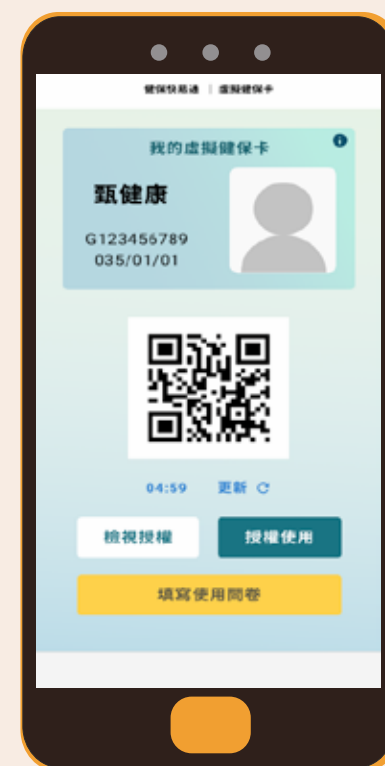 健保快易通 | 虛擬健保卡
我的虛擬健保卡
甄健康
G123456789
035/01/01
04:59 更新
檢視授權 授權使用
填寫使用問卷